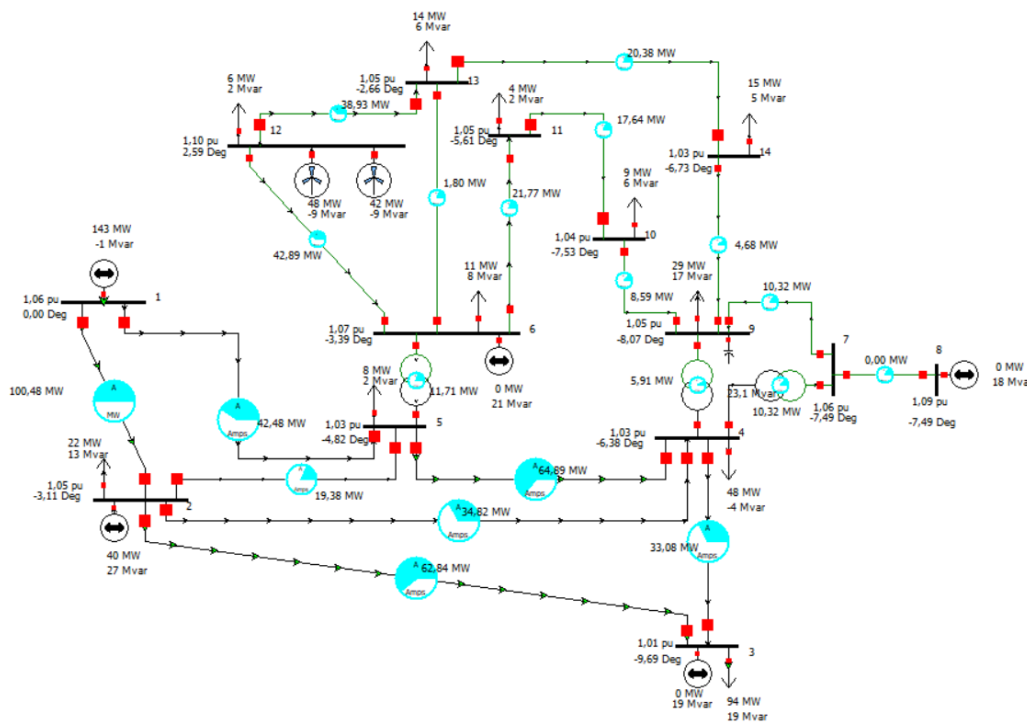 14 MW
6 Mvar
20,38 MW
1,05 pu
-2,66 Deg
13
6 MW
2 Mvar
38,93 MW
12
4 MW
2 Mvar
15 MW
5 Mvar
1,05 pu
-5,61 Deg
11
17,64 MW
1,10 pu
2,59 Deg
14
1,03 pu
-6,73 Deg
48 MW
-9 Mvar
42 MW
-9 Mvar
1,80 MW
21,77 MW
9 MW
6 Mvar
143 MW
-1 Mvar
42,89 MW
1,04 pu
-7,53 Deg
10
4,68 MW
11 MW
8 Mvar
29 MW
17 Mvar
8,59 MW
10,32 MW
1,06 pu
0,00 Deg
1
1,07 pu
-3,39 Deg
6
1,05 pu
-8,07 Deg
9
7
0,00 MW
8
0 MW
18 Mva
8 MW
2 Mvar
11,71 MW
0 MW
21 Mvar
5,91 MW
23,1 Mvar
10,32 MW
1,06 pu
-7,49 Deg
1,09 pu
-7,49 Deg
100,48 MW
A
MW
A
Amps
42,48 MW
1,03 pu
-4,82 Deg
5
1,03 pu
-6,38 Deg
4
22 MW
13 Mvar
A
Amps
19,38 MW
A
Amps
64,89 MW
48 MW
-4 Mvar
1,05 pu
-3,11 Deg
2
A
Amps
34,82 MW
A
Amps
33,08 MW
40 MW
27 Mvar
A
Amps
62,84 MW
1,01 pu
-9,69 Deg
3
0 MW
19 Mvar
94 MW
19 Mvar